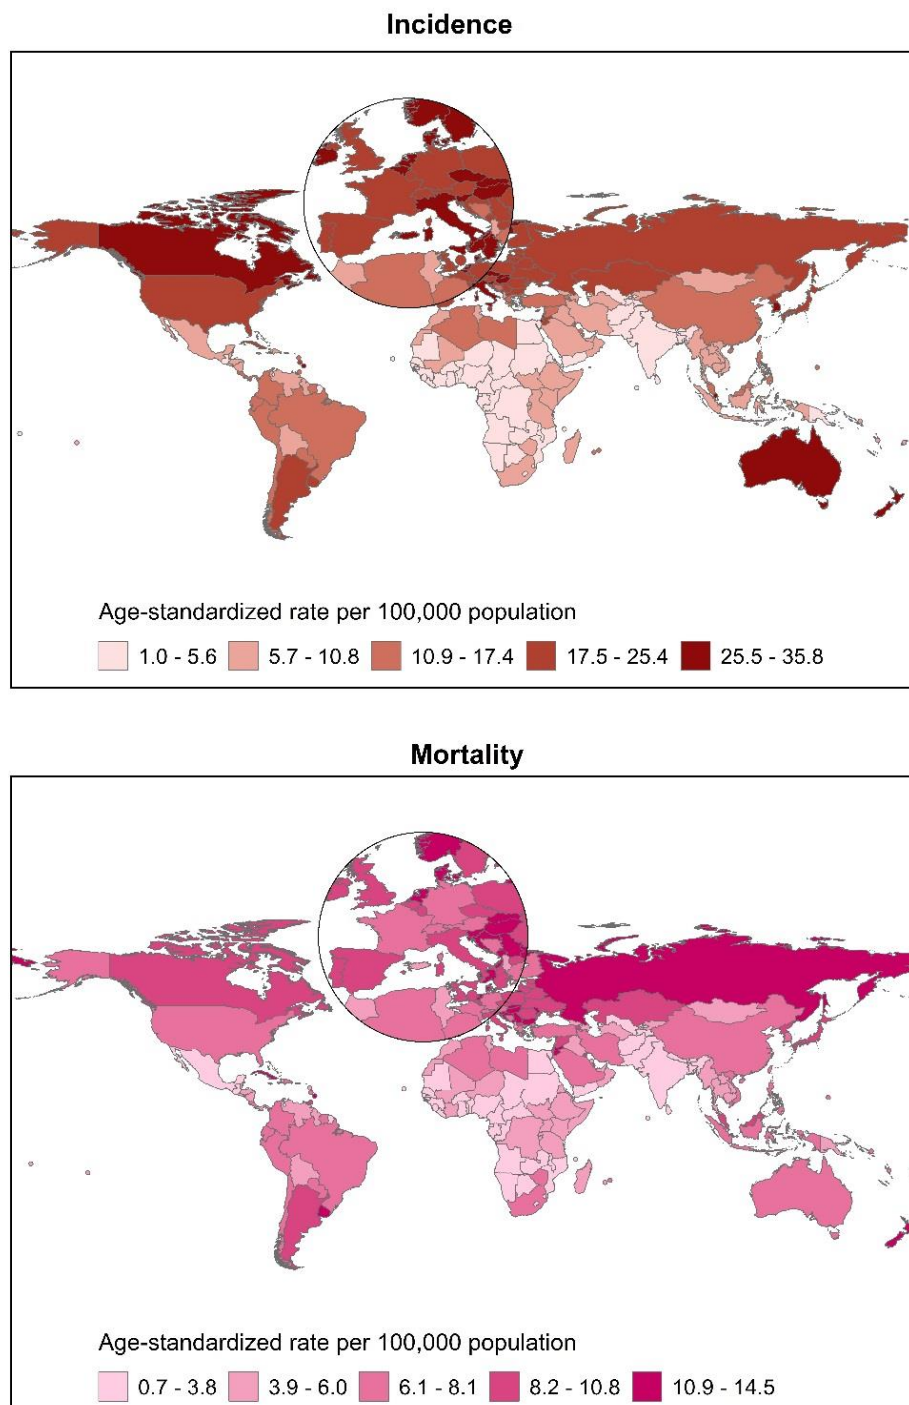 Incidence
Age-standardized rate per 100,000 population
1.0 - 5.6 5.7 - 10.8 10.9 - 17.4 17.5 - 25.4 25.5 - 35.8
Mortality
Age-standardized rate per 100,000 population
0.7 - 3.8 3.9 - 6.0 6.1 - 8.1 8.2 - 10.8 10.9 - 14.5